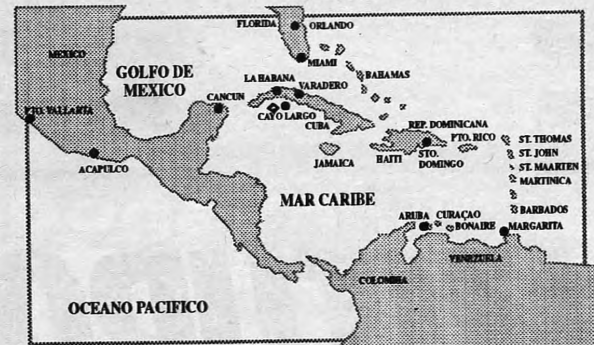 FLORIDA
ORLANDO
MEXICO
MIAMI
GOLFO DE
MEXICO
LA HABANA
VARADERO
BAHAMAS
CANCUN
PTO. VALLARTA
CAYO LARGO
CUBA
REP. DOMINICANA
PTO. RICO
ACAPULCO
JAMAICA
HAITI
STO.
DOMINGO
ST. THOMAS
ST. JOHN
ST. MAARTEN
MARTINICA
MAR CARIBE
BARBADOS
ARUBA
CURAÇAO
BONAIRE
MARGARITA
VENEZUELA
COLOMBIA
OCEANO PACIFICO